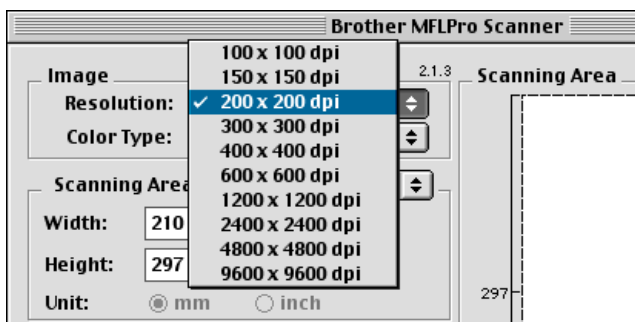 Brother MFLPro Scanner
Image
2.1.3
Resolution:
Color Type:
100 x 100 dpi
150 x 150 dpi
✓ 200 x 200 dpi
300 x 300 dpi
400 x 400 dpi
600 x 600 dpi
1200 x 1200 dpi
2400 x 2400 dpi
4800 x 4800 dpi
9600 x 9600 dpi
Scanning Area
Width: 210
Height: 297
Unit: mm inch
Scanning Area
297